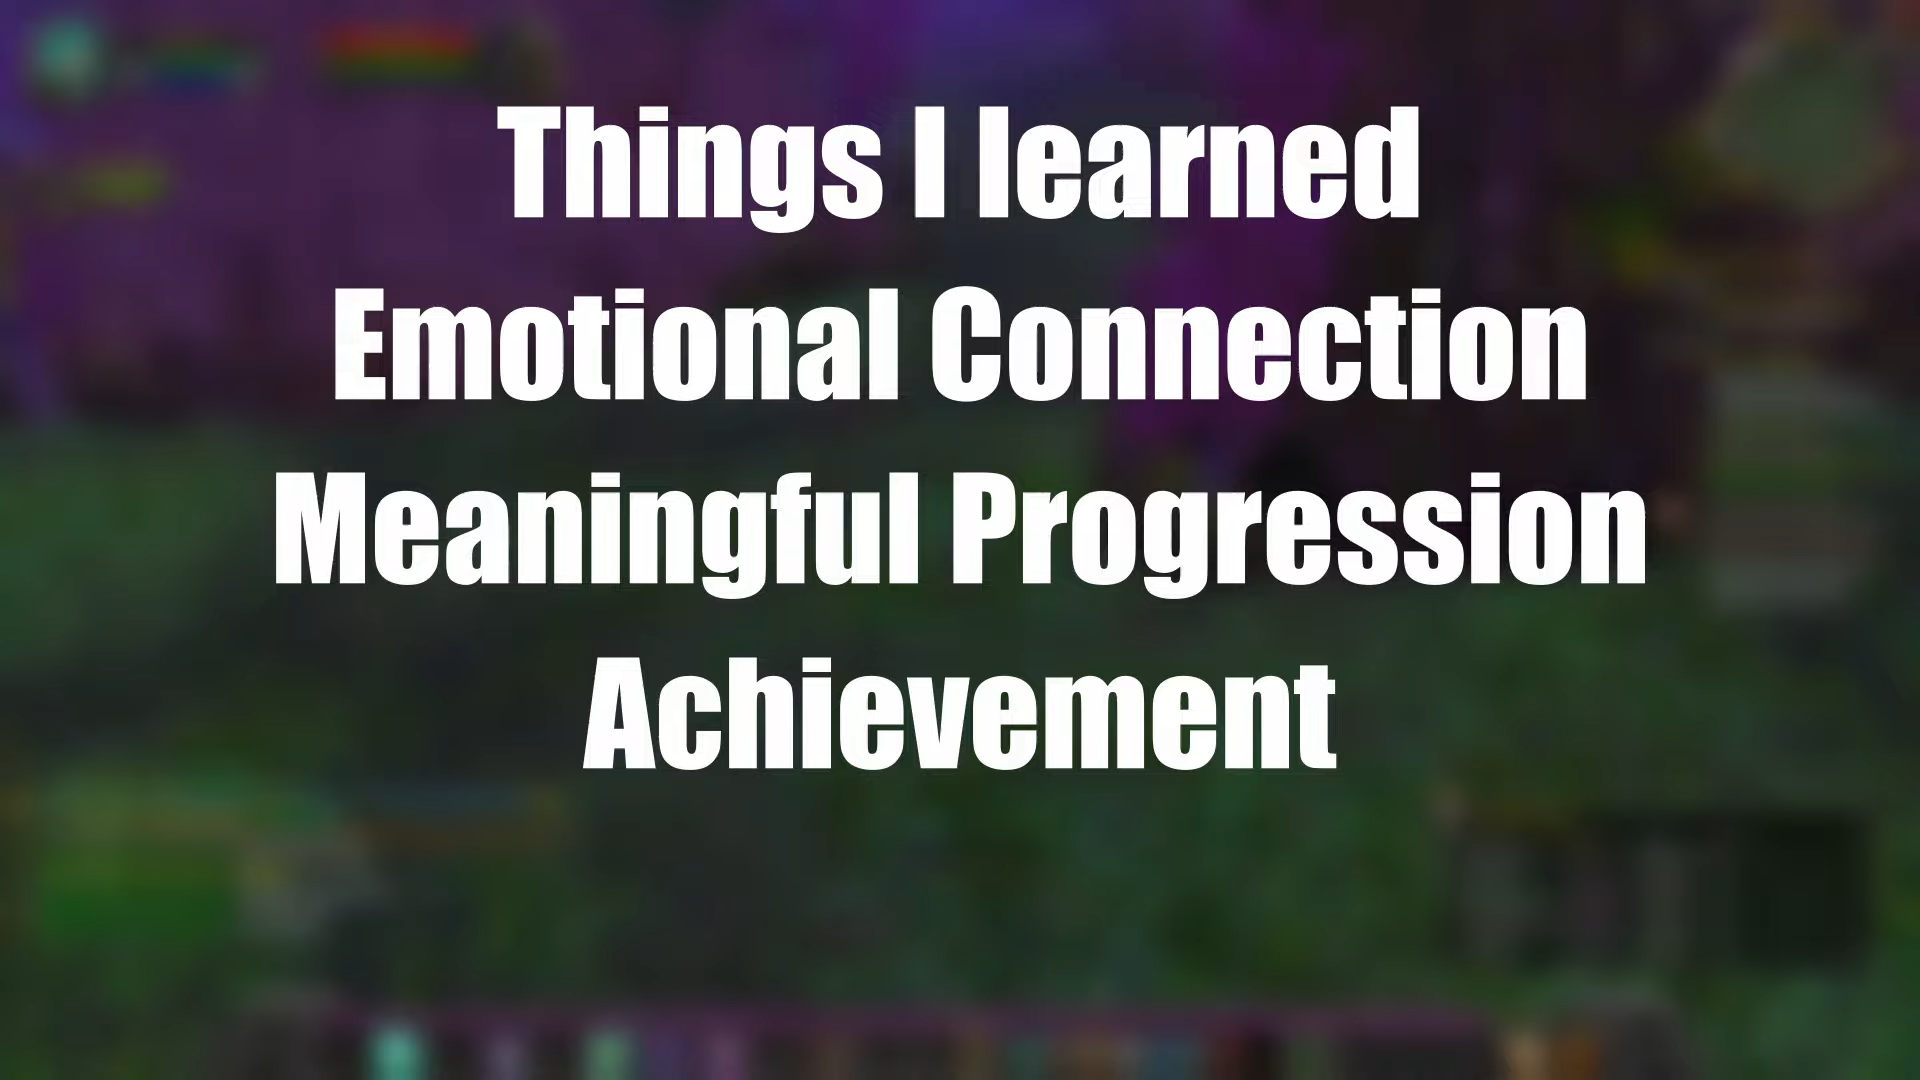 Things I learned
Emotional Connection
Meaningful Progression
Achievement